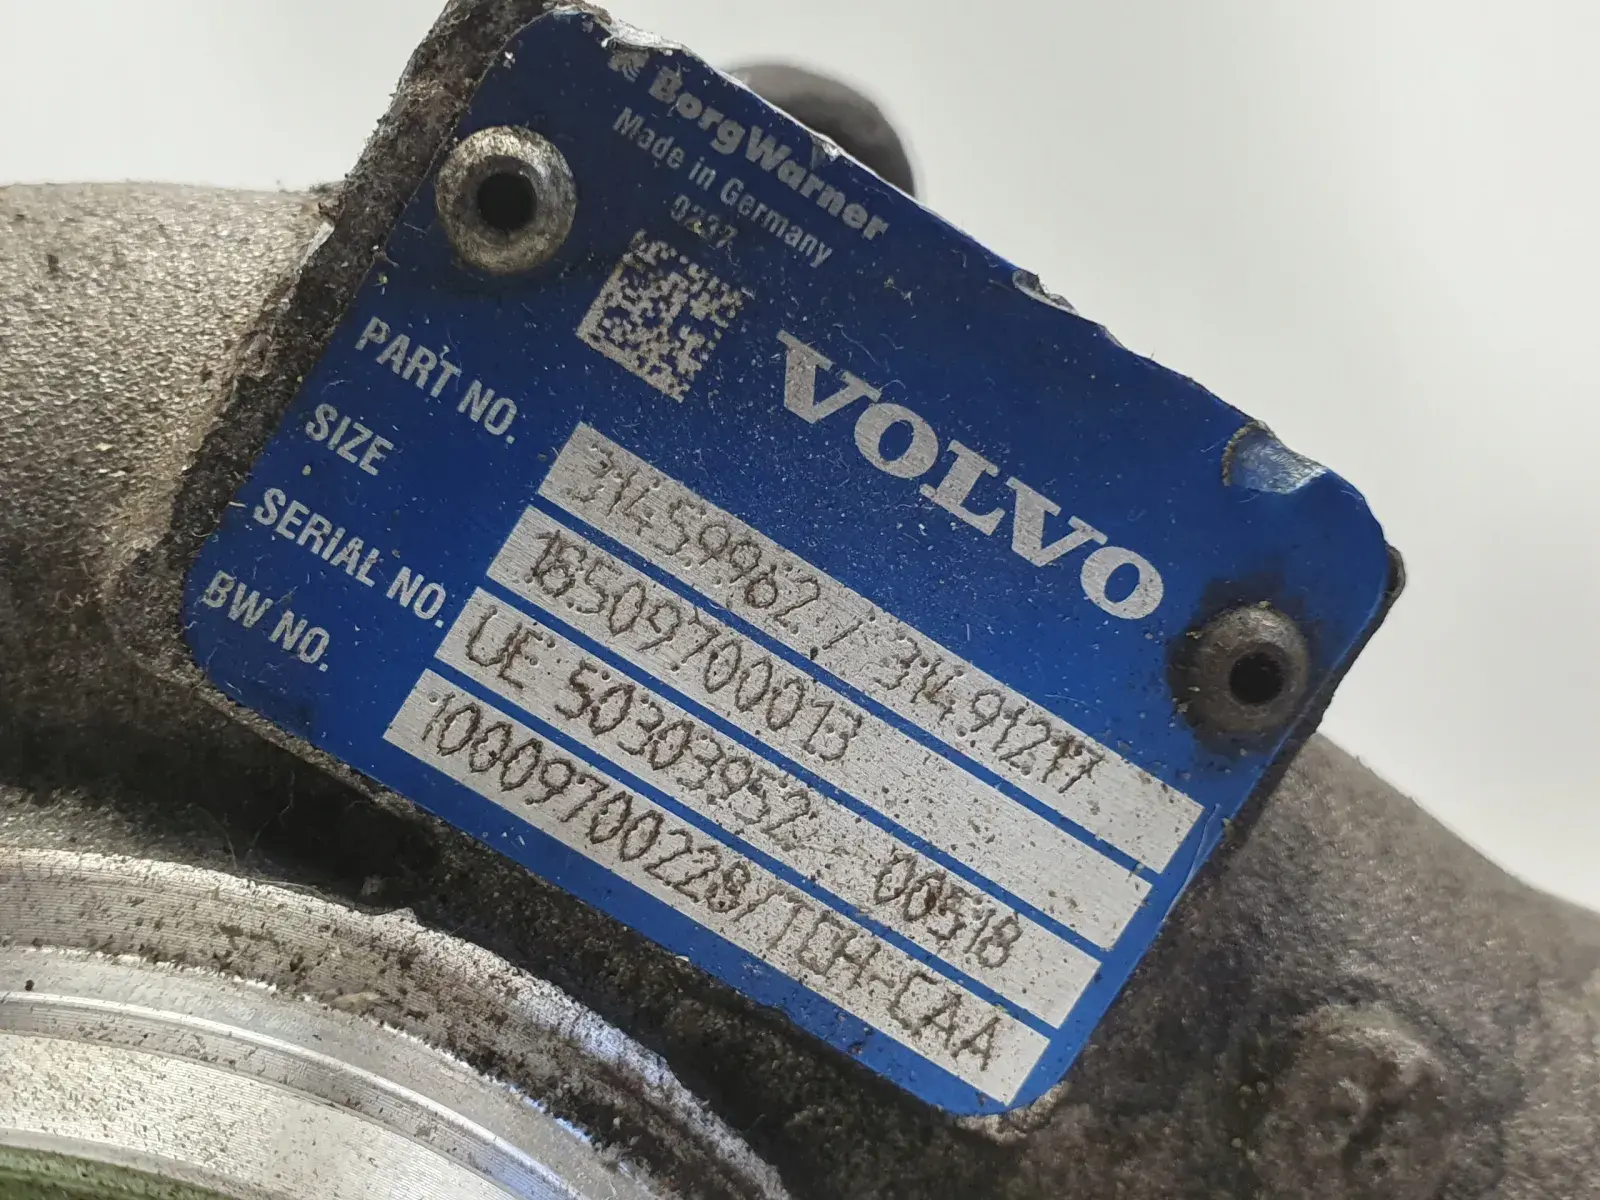 BorgWarner
Made in Germany
0237
VOLVO
PART NO. 31459962 / 31491217
SIZE 16509700013
SERIAL NO. UE 50303952 - 00518
BW NO. 10009700228/TCH-CAA